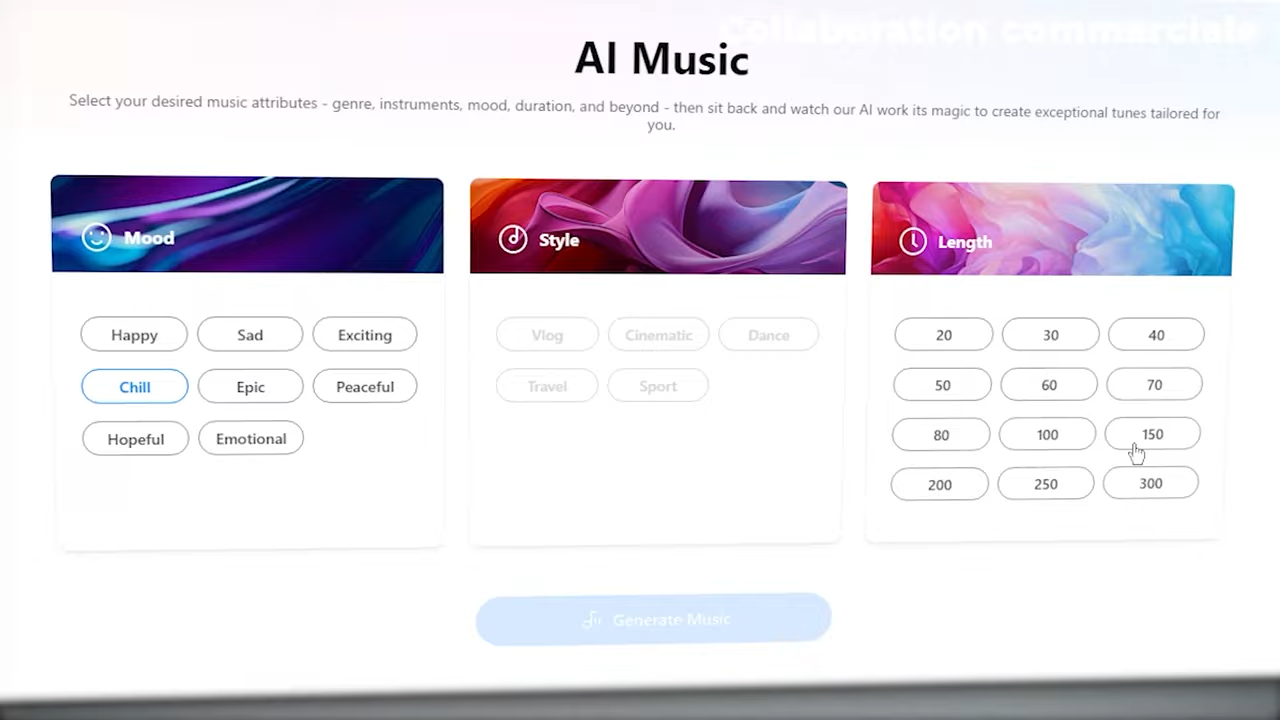 Collaboration commerciale
AI Music
Select your desired music attributes - genre, instruments, mood, duration, and beyond - then sit back and watch our AI work its magic to create exceptional tunes tailored for
you.
Mood
Style
Length
Happy Sad Exciting
Chill Epic Peaceful
Hopeful Emotional
Vlog Cinematic Dance
Travel Sport
20 30 40
50 60 70
80 100 150
200 250 300
Generate Music